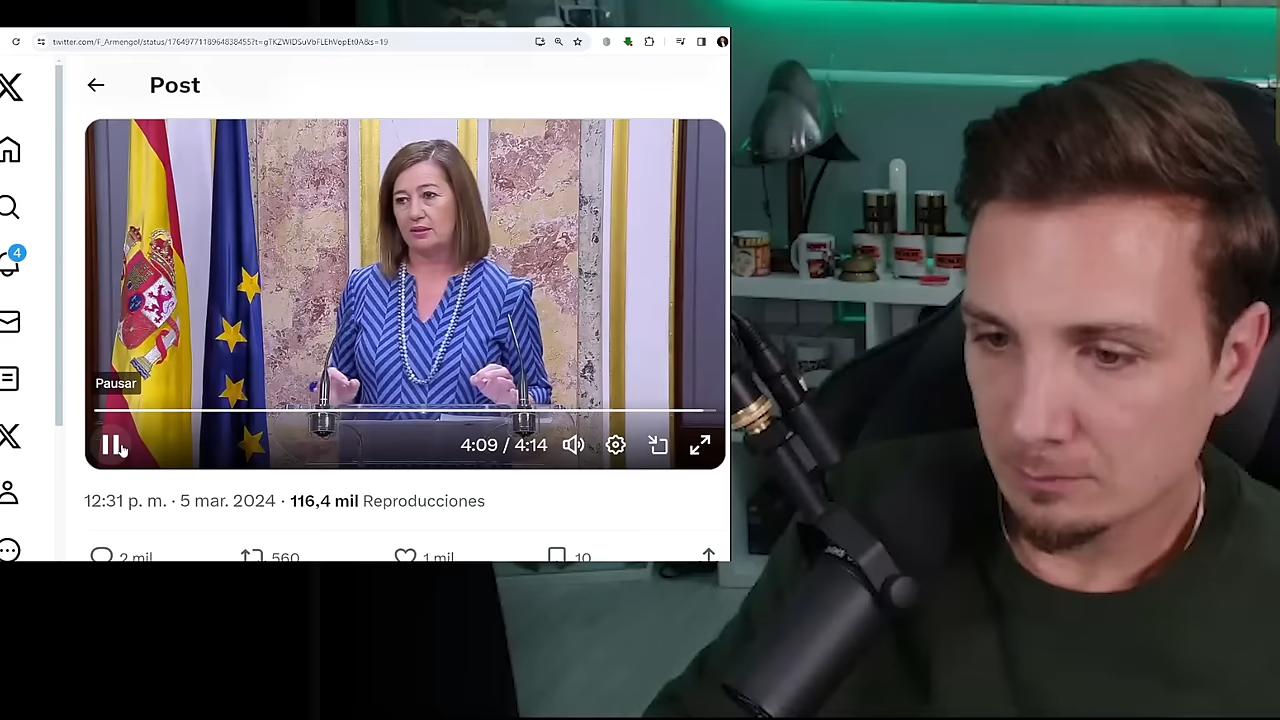 twitter.com/F_Armengol/status/1764977118964838455?t=gTKZWIDSuVbFLEhVopEt0A&s=19
Post
4
Pausar
4:09 / 4:14
12:31 p. m. · 5 mar. 2024 · 116,4 mil Reproducciones
2 mil
560
1 mil
10